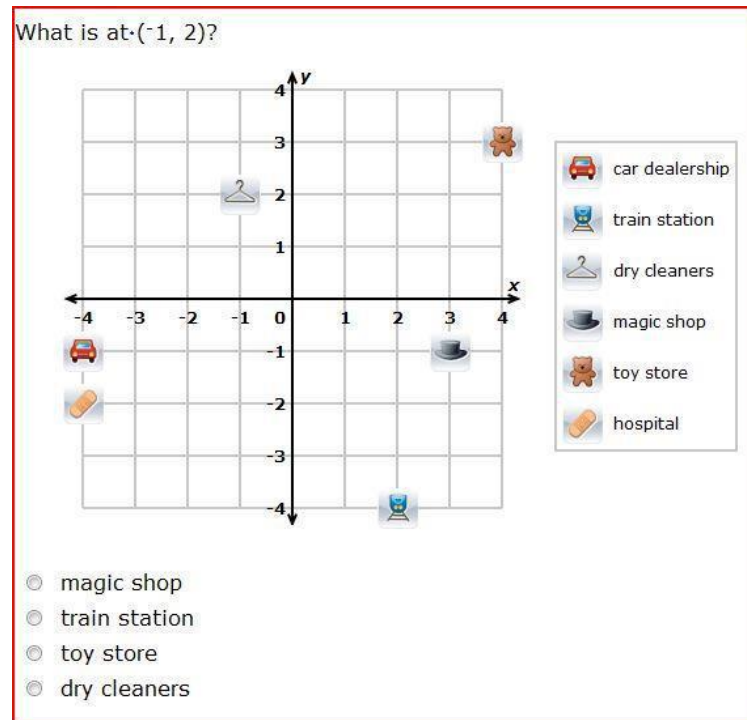 What is at (⁻1, 2)?
y
4
3
2
1
x
-4 -3 -2 -1 0 1 2 3 4
-1
-2
-3
-4
car dealership
train station
dry cleaners
magic shop
toy store
hospital
magic shop
train station
toy store
dry cleaners